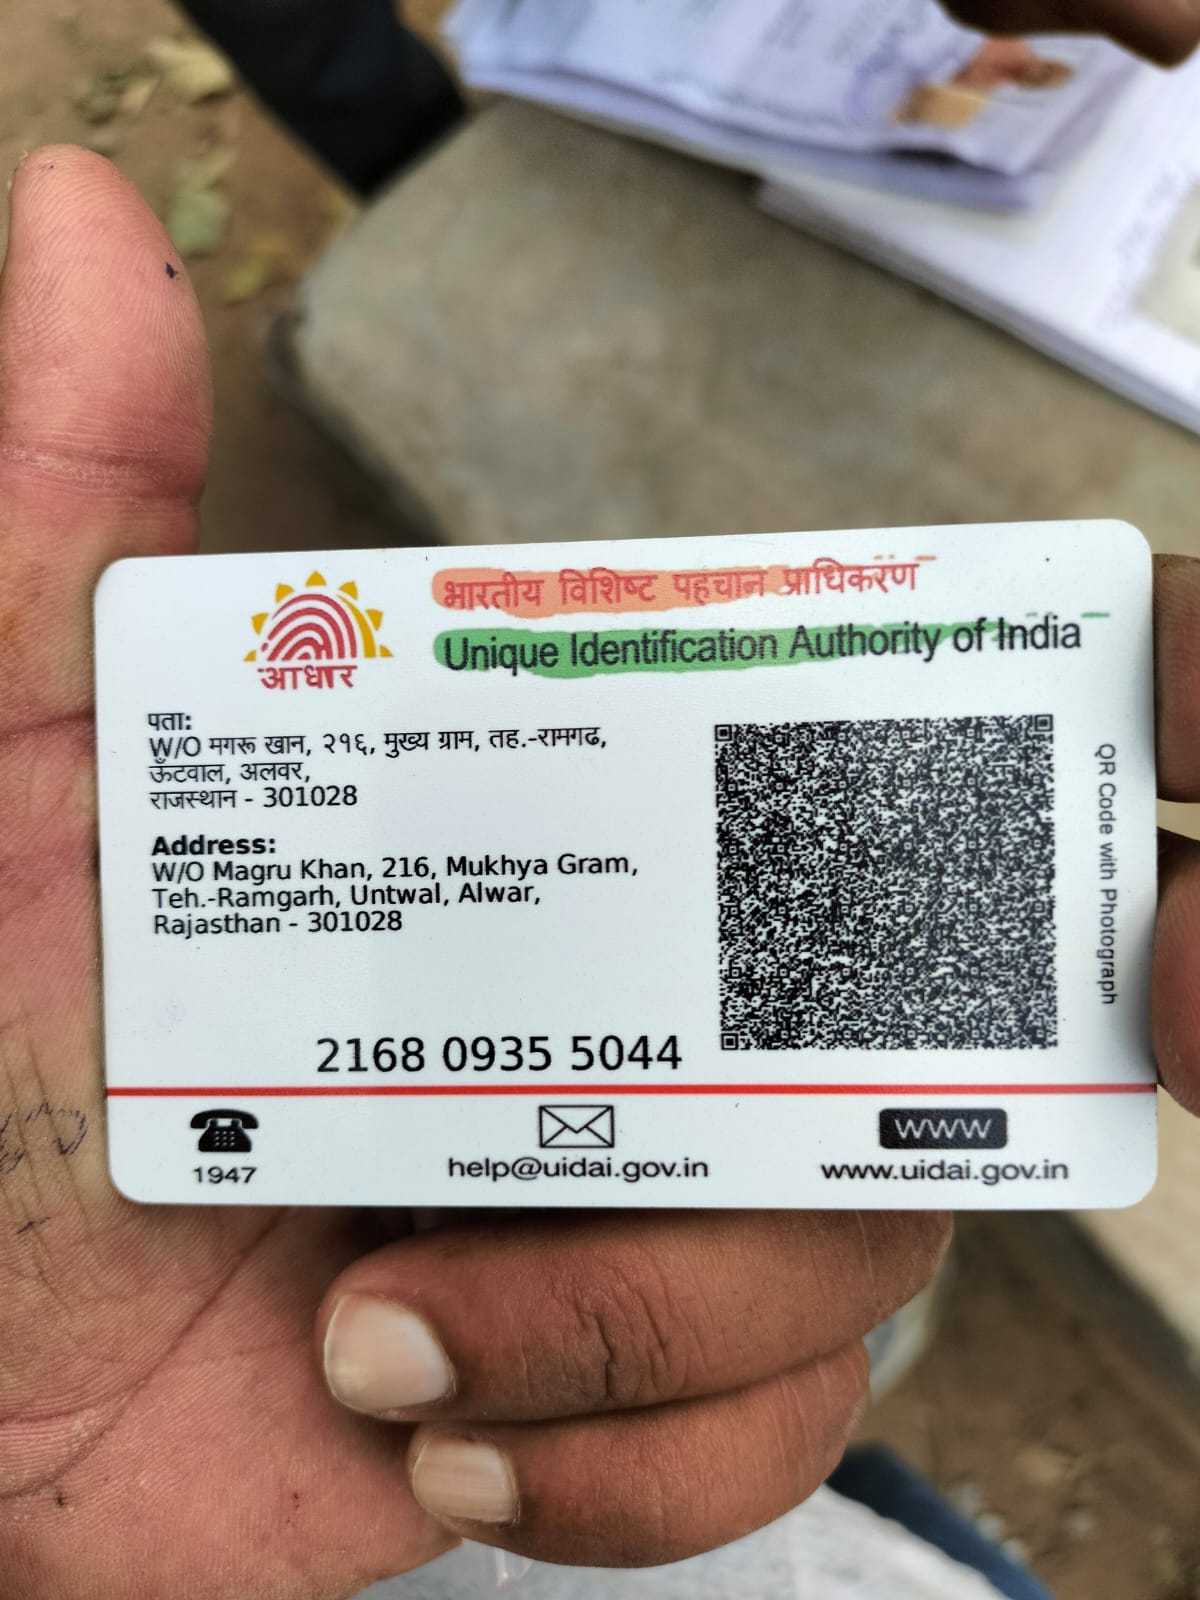 आधार
भारतीय विशिष्ट पहचान प्राधिकरण
Unique Identification Authority of India
पता:
W/O मगरू खान, २१६, मुख्य ग्राम, तह.-रामगढ,
ऊँटवाल, अलवर,
राजस्थान - 301028
Address:
W/O Magru Khan, 216, Mukhya Gram,
Teh.-Ramgarh, Untwal, Alwar,
Rajasthan - 301028
QR Code with Photograph
2168 0935 5044
1947
help@uidai.gov.in
www
www.uidai.gov.in